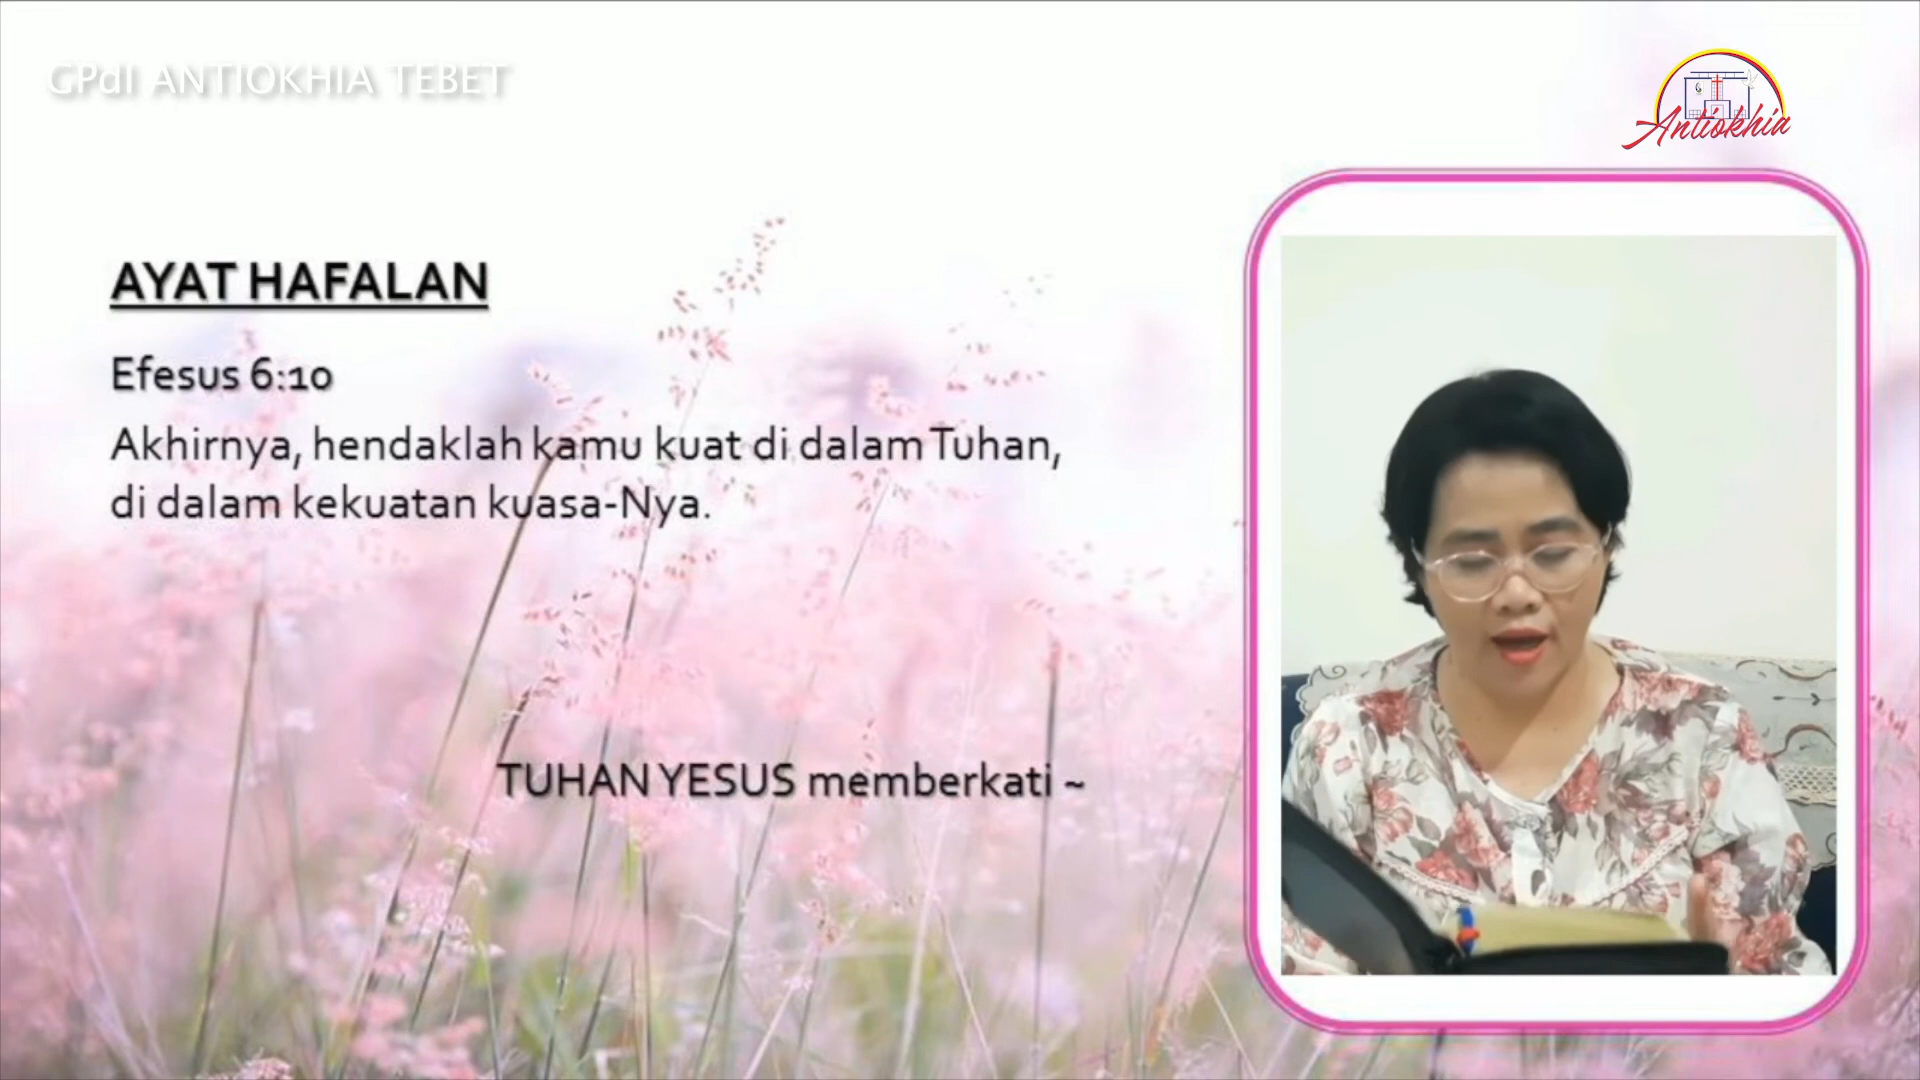 GPdI ANTIOKHIA TEBET
Antiokhia
AYAT HAFALAN
Efesus 6:10
Akhirnya, hendaklah kamu kuat di dalam Tuhan,
di dalam kekuatan kuasa-Nya.
TUHAN YESUS memberkati ~